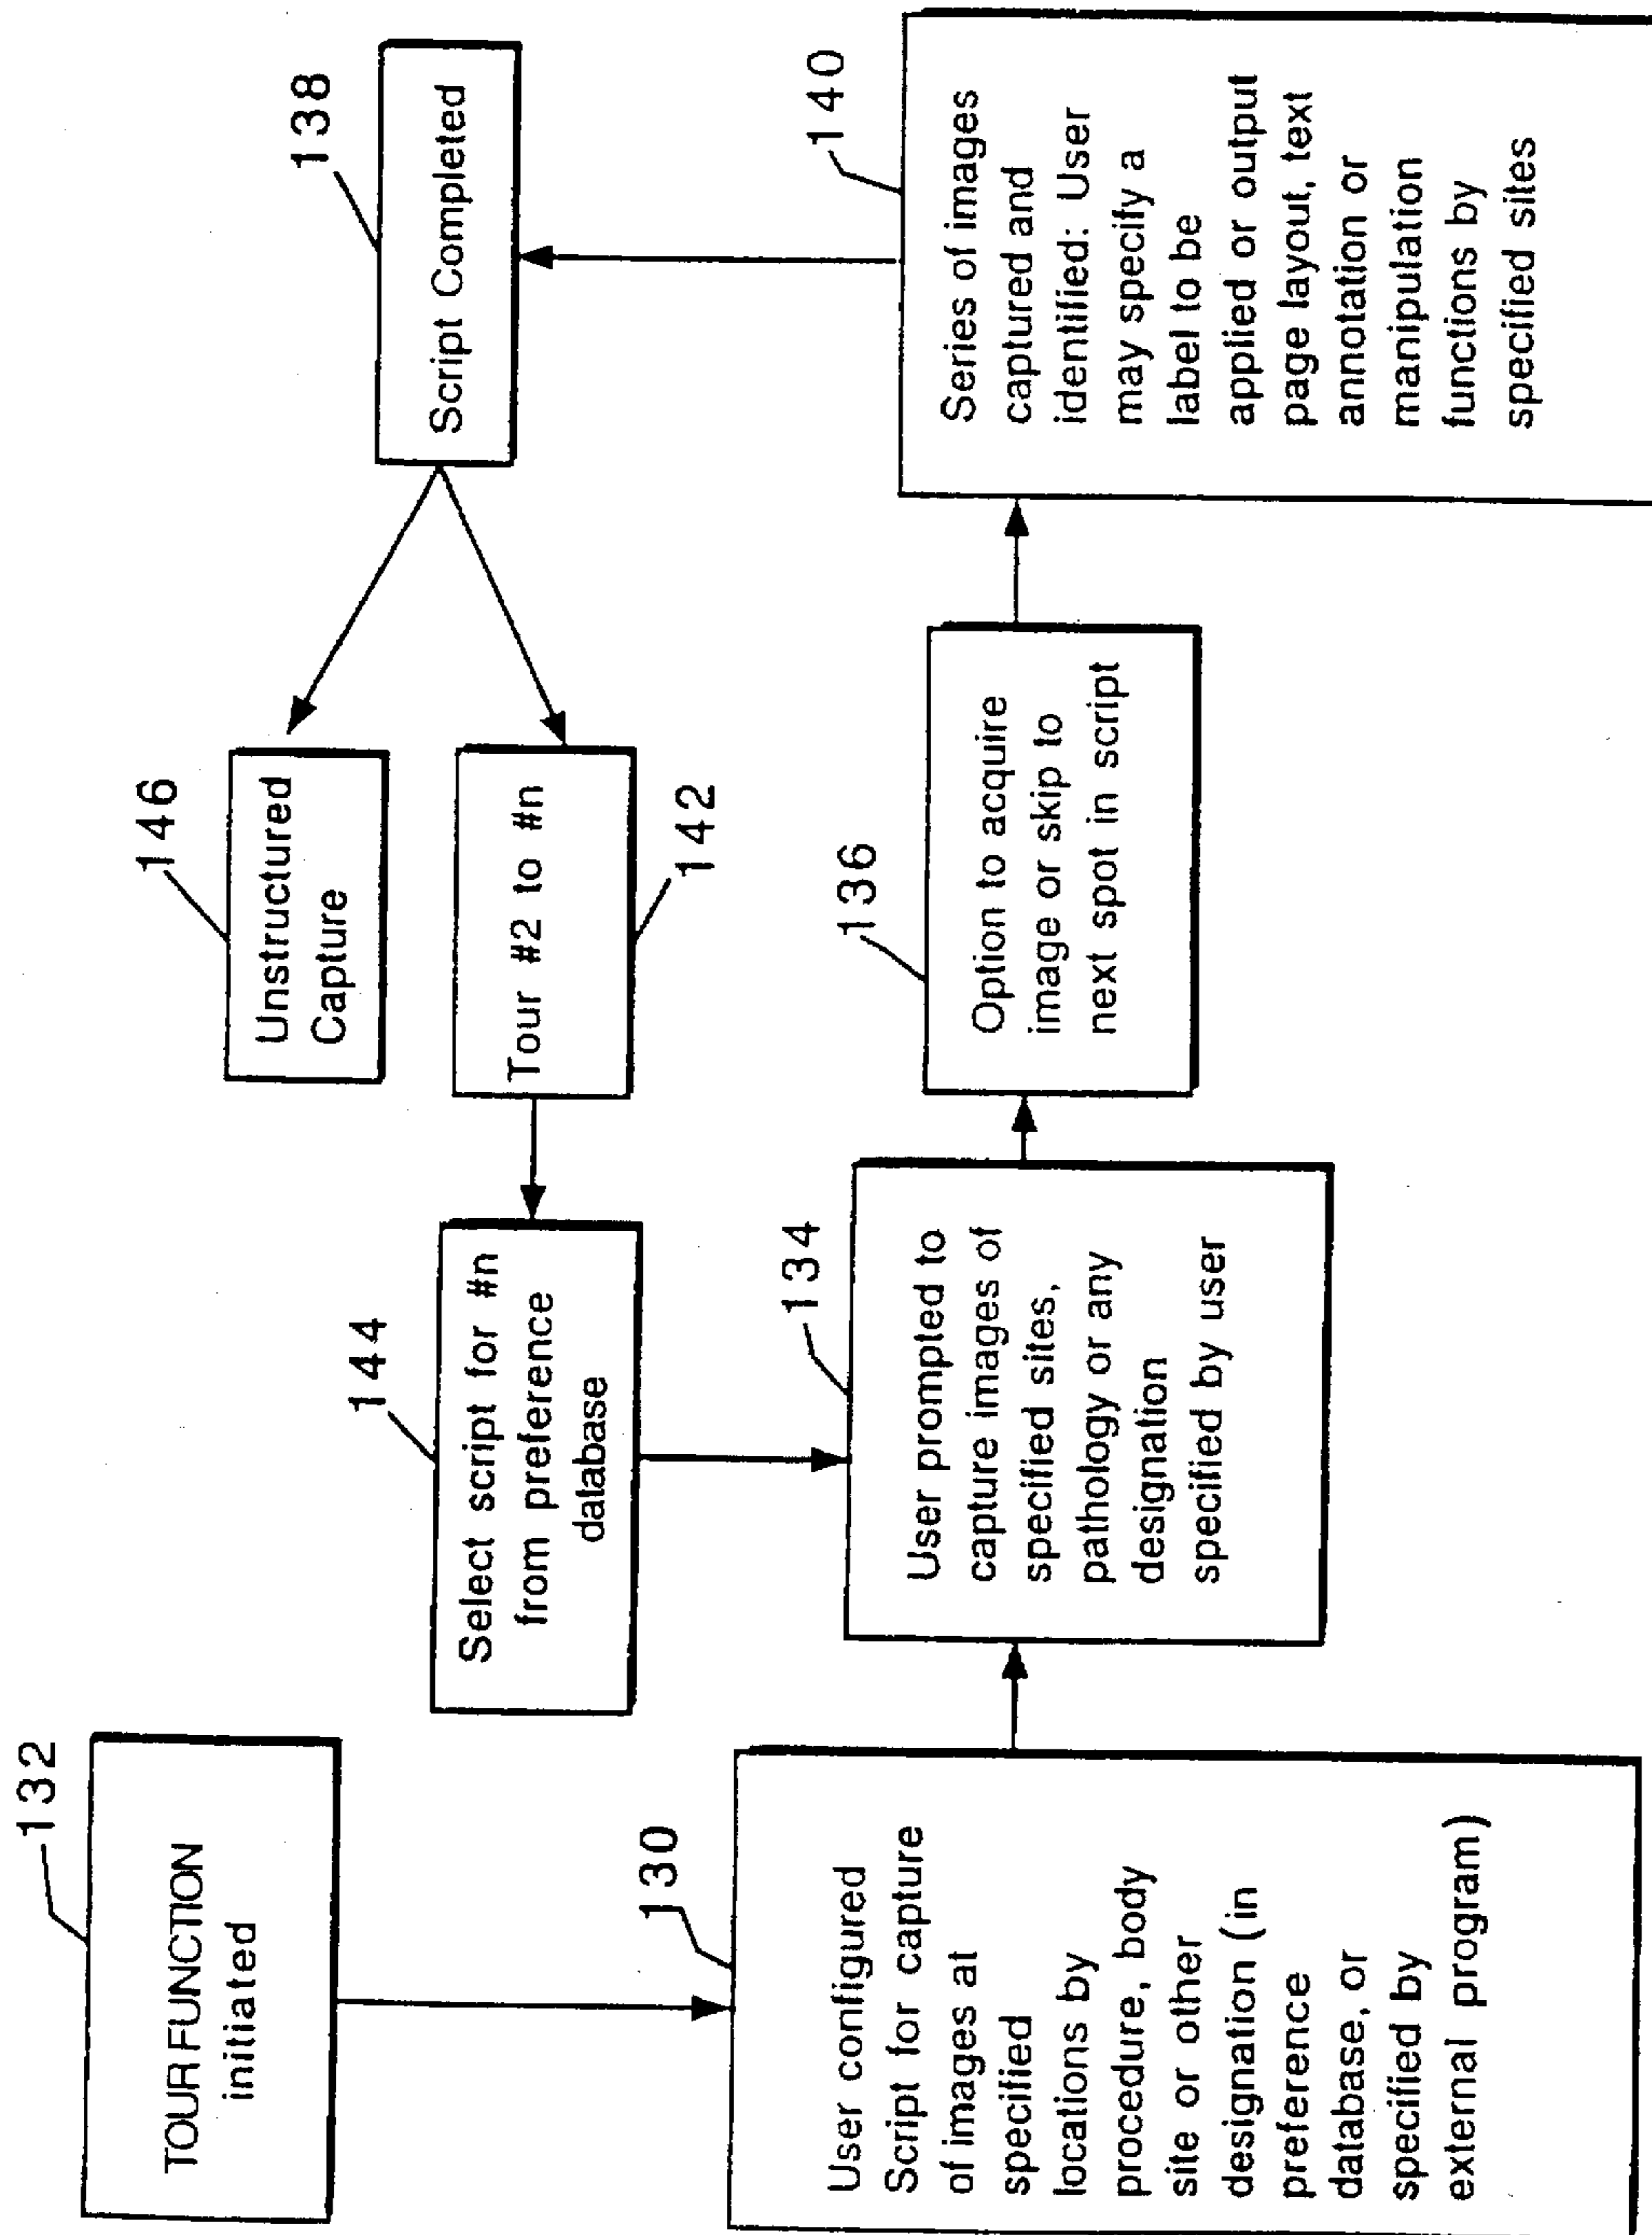 132
TOUR FUNCTION
initiated
130
User configured
Script for capture
of images at
specified
locations by
procedure, body
site or other
designation (in
preference
database, or
specified by
external program)
144
Select script for #n
from preference
database
134
User prompted to
capture images of
specified sites,
pathology or any
designation
specified by user
146
Unstructured
Capture
Tour #2 to #n
142
136
Option to acquire
image or skip to
next spot in script
138
Script Completed
140
Series of images
captured and
identified: User
may specify a
label to be
applied or output
page layout, text
annotation or
manipulation
functions by
specified sites